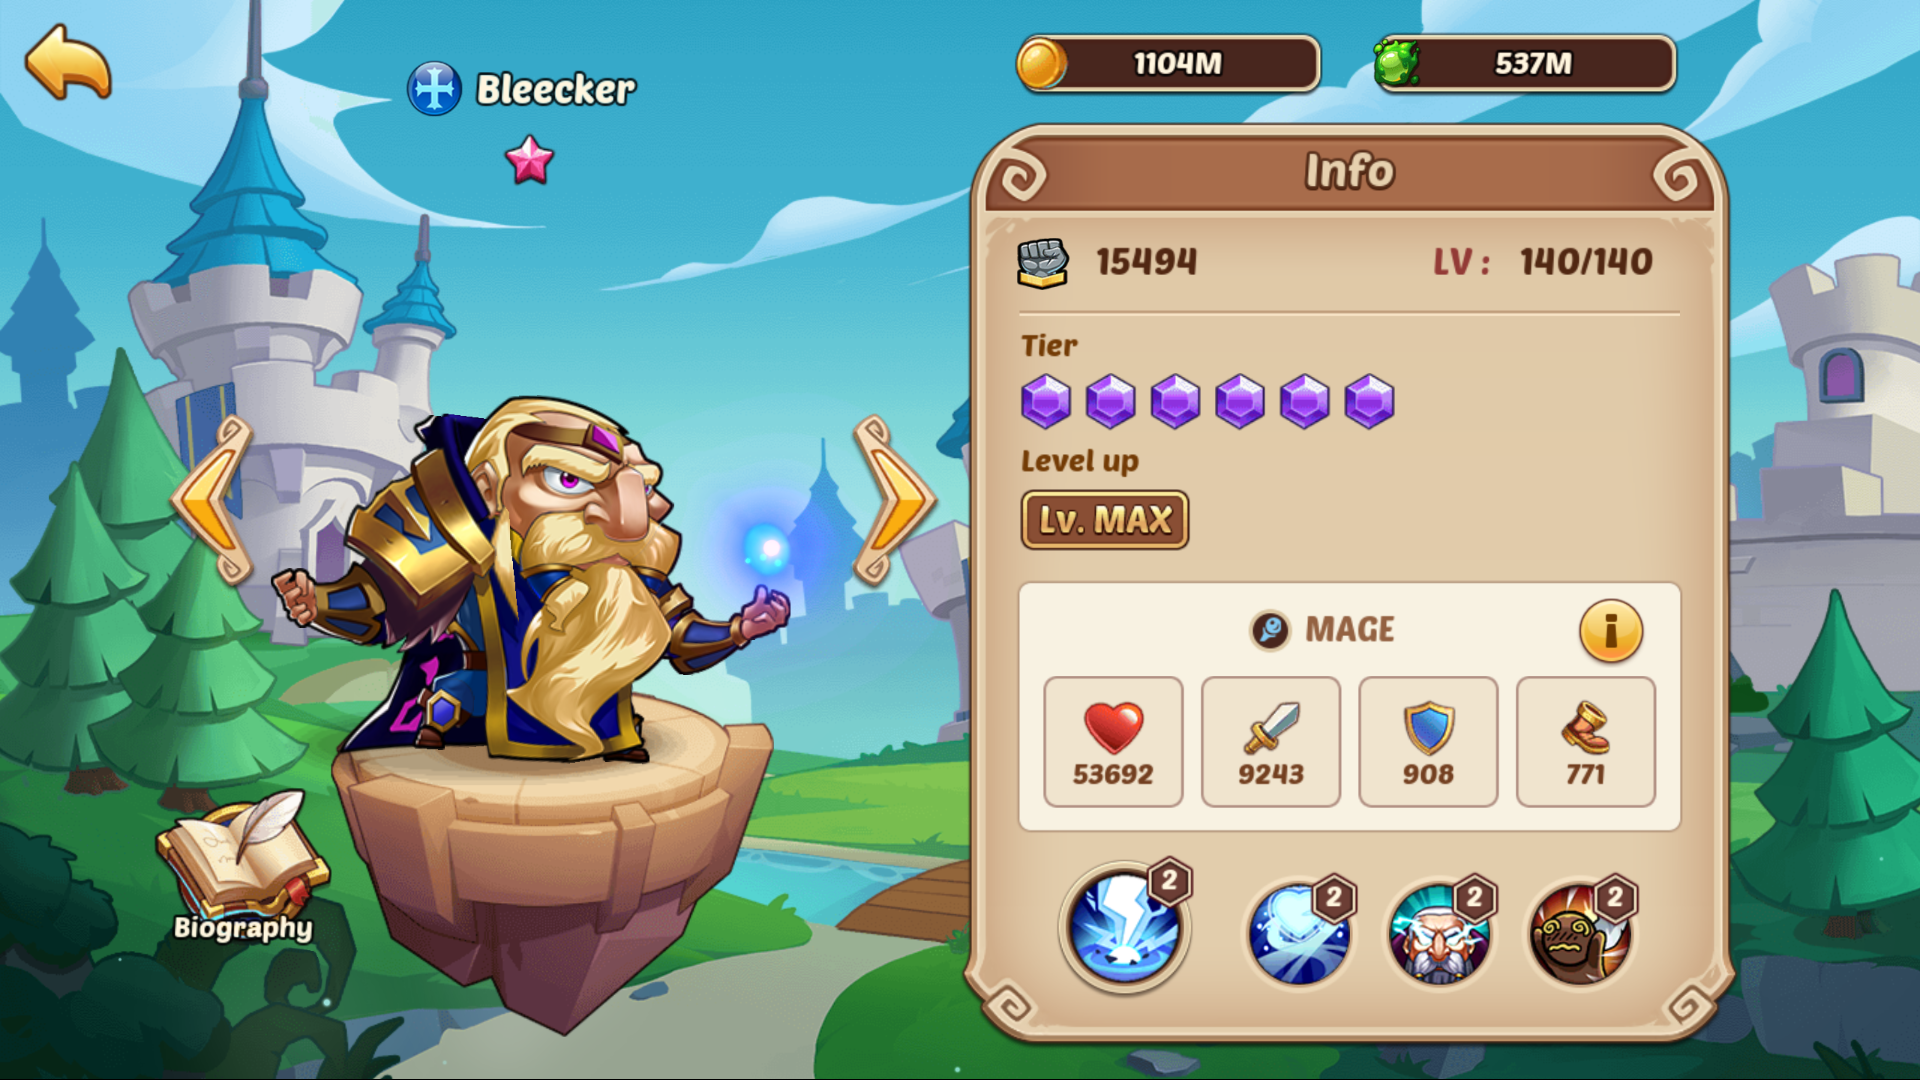 Bleecker
1104M
537M
Info
15494
LV : 140/140
Tier
Level up
Lv. MAX
MAGE
53692
9243
908
771
2
2
2
2
Biography